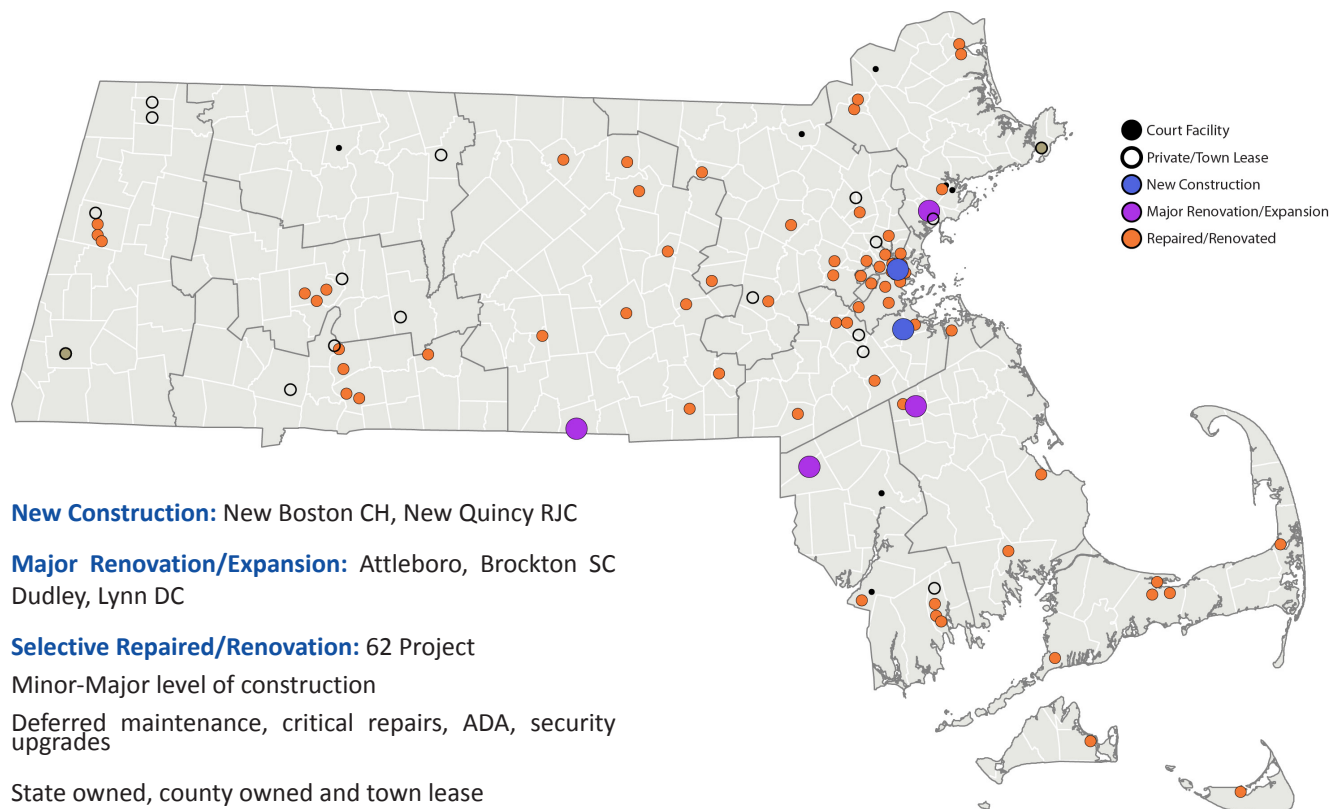 Court Facility
Private/Town Lease
New Construction
Major Renovation/Expansion
Repaired/Renovated
New Construction: New Boston CH, New Quincy RJC
Major Renovation/Expansion: Attleboro, Brockton SC
Dudley, Lynn DC
Selective Repaired/Renovation: 62 Project
Minor-Major level of construction
Deferred maintenance, critical repairs, ADA, security
upgrades
State owned, county owned and town lease